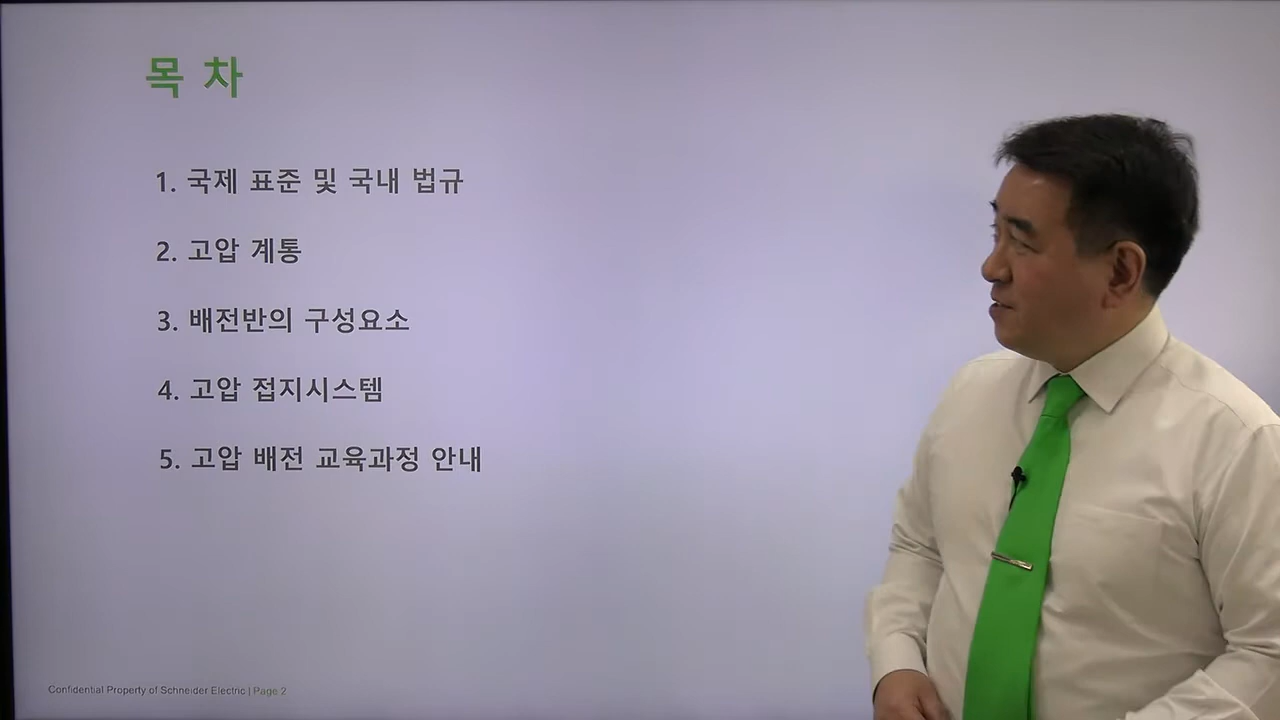 목 차
1. 국제 표준 및 국내 법규
2. 고압 계통
3. 배전반의 구성요소
4. 고압 접지시스템
5. 고압 배전 교육과정 안내
Confidential Property of Schneider Electric | Page 2